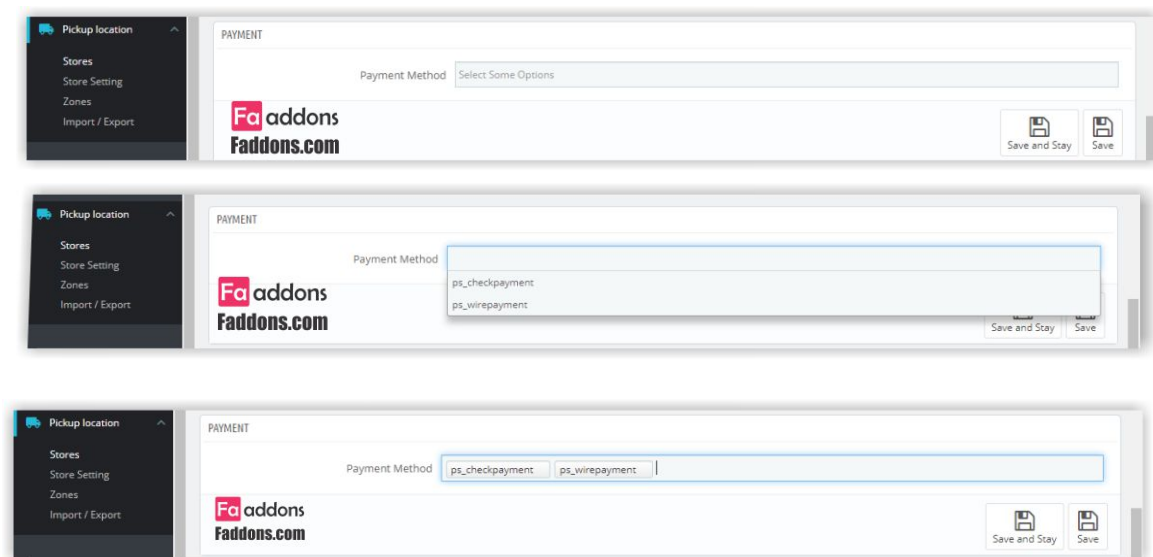 Pickup location
Stores
Store Setting
Zones
Import / Export
PAYMENT
Payment Method Select Some Options
Fa addons
Faddons.com
Save and Stay Save
Pickup location
Stores
Store Setting
Zones
Import / Export
PAYMENT
Payment Method
ps_checkpayment
ps_wirepayment
Fa addons
Faddons.com
Save and Stay Save
Pickup location
Stores
Store Setting
Zones
Import / Export
PAYMENT
Payment Method ps_checkpayment ps_wirepayment
Fa addons
Faddons.com
Save and Stay Save